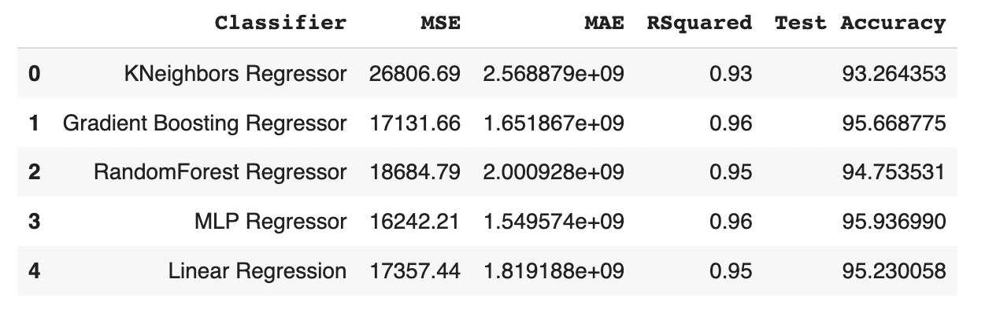 Classifier MSE MAE RSquared Test Accuracy
0 KNeighbors Regressor 26806.69 2.568879e+09 0.93 93.264353
1 Gradient Boosting Regressor 17131.66 1.651867e+09 0.96 95.668775
2 RandomForest Regressor 18684.79 2.000928e+09 0.95 94.753531
3 MLP Regressor 16242.21 1.549574e+09 0.96 95.936990
4 Linear Regression 17357.44 1.819188e+09 0.95 95.230058